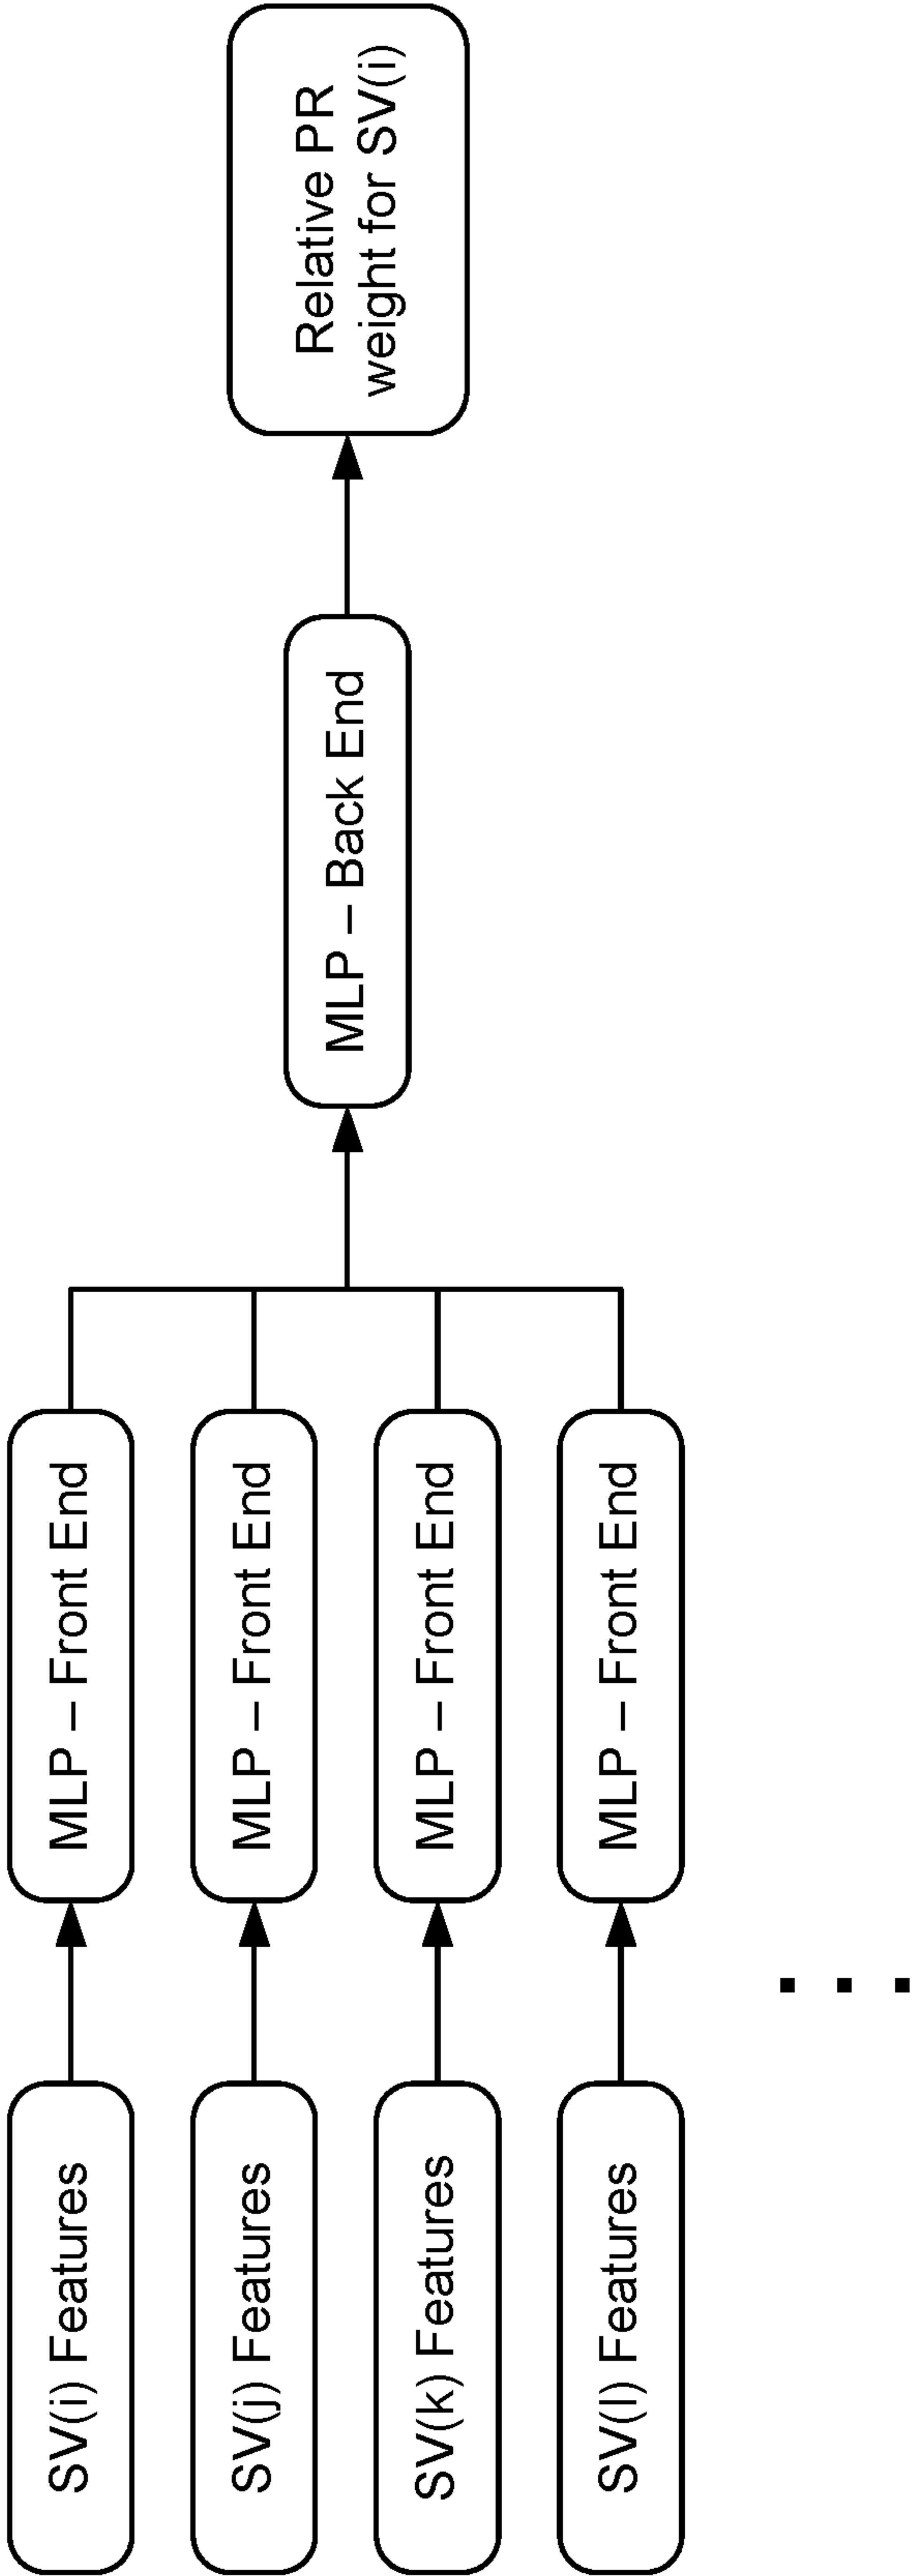 SV(i) Features
MLP – Front End
SV(j) Features
MLP – Front End
SV(k) Features
MLP – Front End
SV(l) Features
MLP – Front End
MLP – Back End
Relative PR
weight for SV(i)
. . .